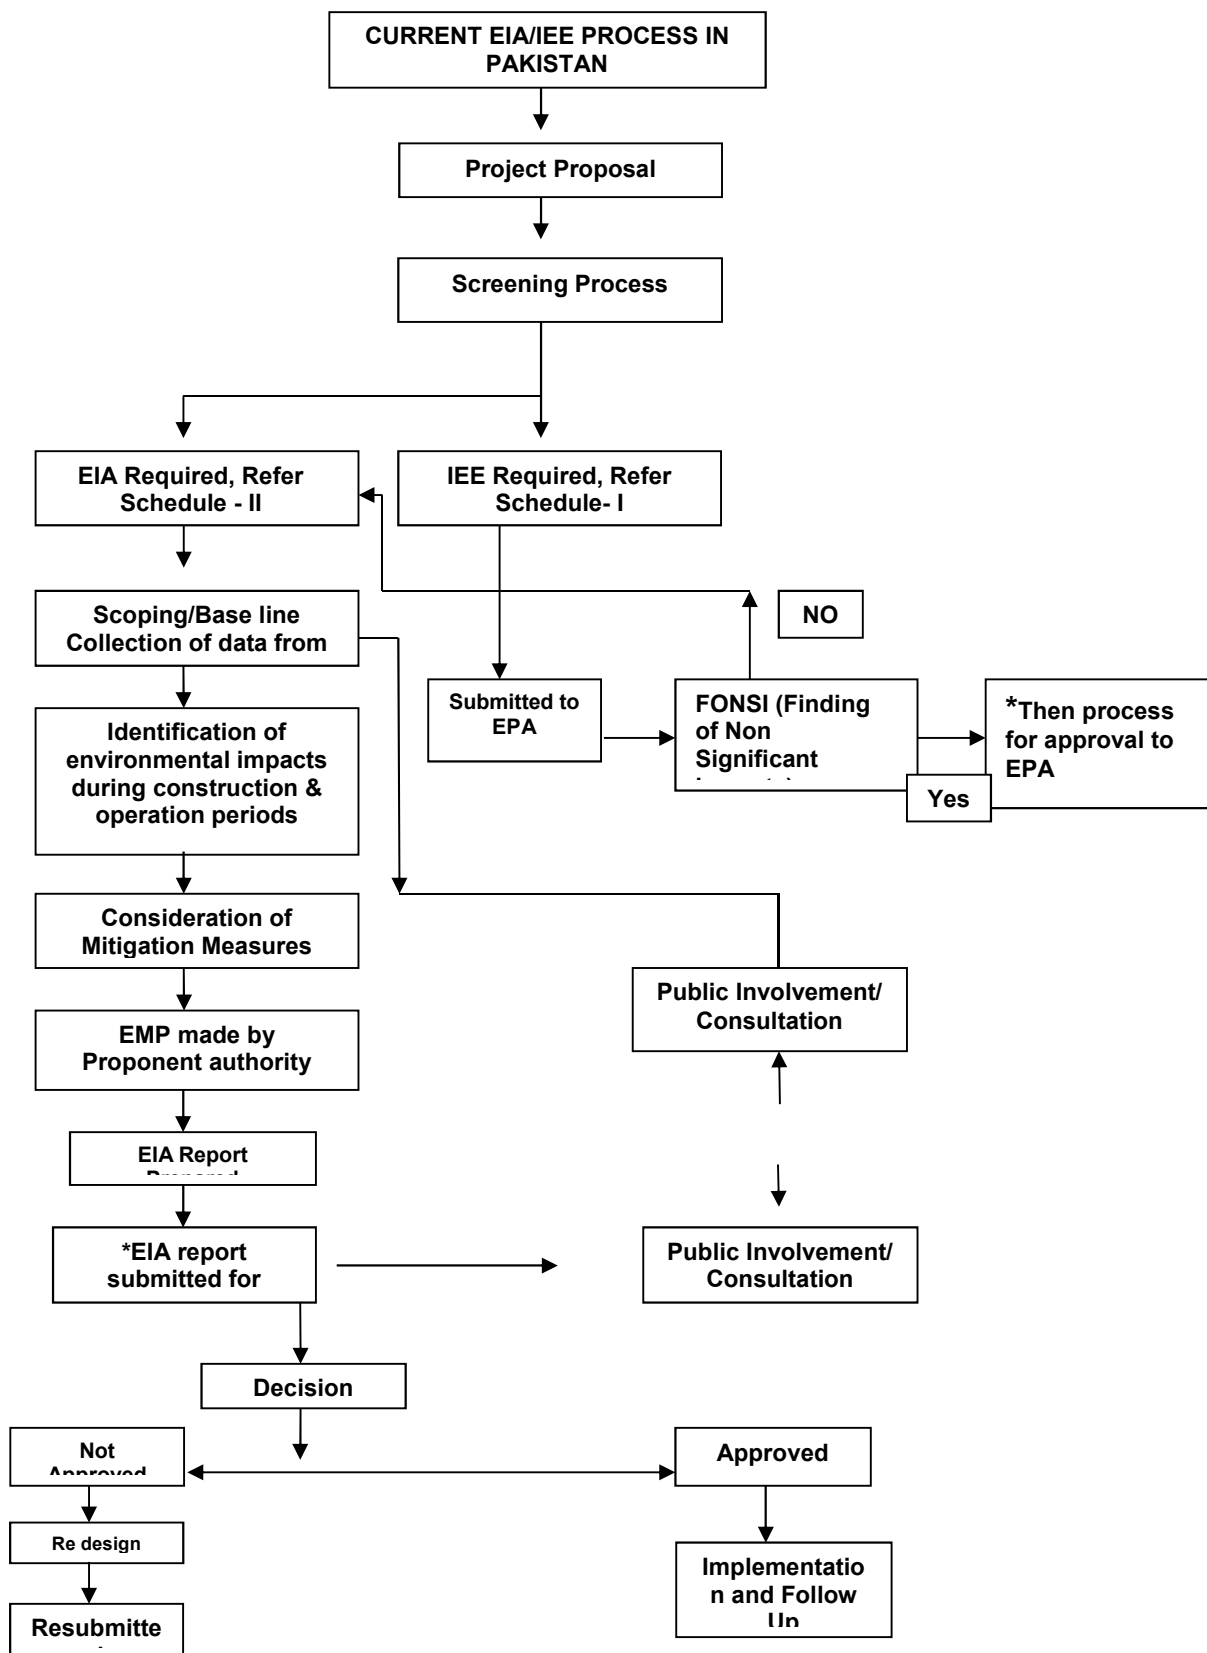 CURRENT EIA/IEE PROCESS IN
PAKISTAN
Project Proposal
Screening Process
EIA Required, Refer
Schedule - II
IEE Required, Refer
Schedule- I
Scoping/Base line
Collection of data from
NO
Submitted to
EPA
FONSI (Finding
of Non
Significant
*Then process
for approval to
EPA
Yes
Identification of
environmental impacts
during construction &
operation periods
Consideration of
Mitigation Measures
Public Involvement/
Consultation
EMP made by
Proponent authority
EIA Report
Prepared
*EIA report
submitted for
Public Involvement/
Consultation
Decision
Not
Approved
Approved
Re design
Implementatio
n and Follow
Up
Resubmitte